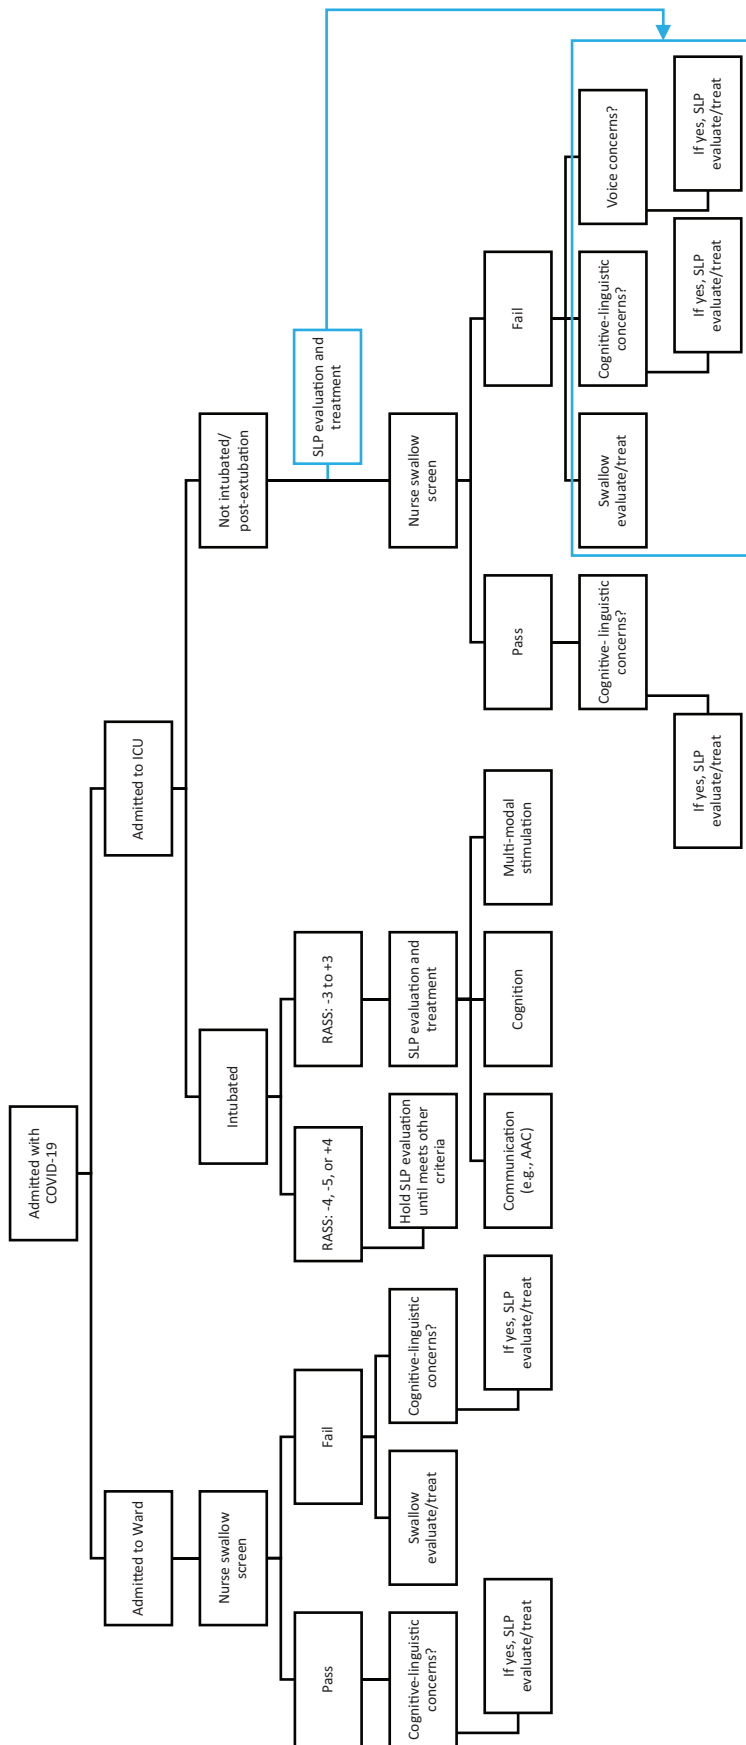 Admitted with
COVID-19
Admitted to Ward
Admitted to ICU
Nurse swallow
screen
Intubated
Not intubated/
post-extubation
Pass
Fail
RASS: -4, -5, or +4
RASS: -3 to +3
SLP evaluation and
treatment
Cognitive-linguistic
concerns?
Swallow
evaluate/treat
Cognitive-linguistic
concerns?
Hold SLP evaluation
until meets other
criteria
SLP evaluation and
treatment
Nurse swallow
screen
If yes, SLP
evaluate/treat
If yes, SLP
evaluate/treat
Communication
(e.g., AAC)
Cognition
Multi-modal
stimulation
Pass
Fail
Cognitive- linguistic
concerns?
Swallow
evaluate/treat
Cognitive-linguistic
concerns?
Voice concerns?
If yes, SLP
evaluate/treat
If yes, SLP
evaluate/treat
If yes, SLP
evaluate/treat